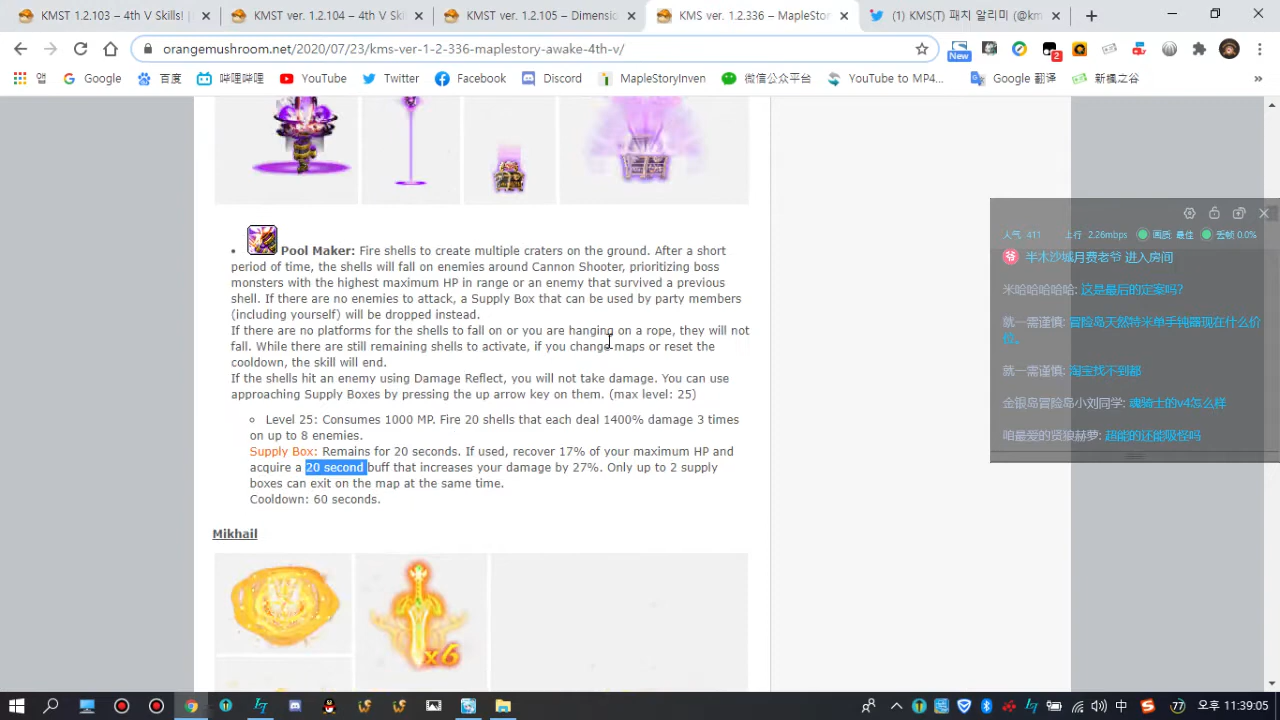 KMST 1.2.103 – 4th V Skills! |
KMST ver. 1.2.104 – 4th V Ski
KMST ver. 1.2.105 – Dimensio
KMS ver. 1.2.336 – MapleStor
(1) KMS(T) 패치 알리미 (@km
orangemushroom.net/2020/07/23/kms-ver-1-2-336-maplestory-awake-4th-v/
New
2
앱
Google
百度
哔哩哔哩
YouTube
Twitter
Facebook
Discord
MapleStoryInven
微信公众平台
YouTube to MP4...
Google 翻译
新楓之谷
»
• Pool Maker: Fire shells to create multiple craters on the ground. After a short
period of time, the shells will fall on enemies around Cannon Shooter, prioritizing boss
monsters with the highest maximum HP in range or an enemy that survived a previous
shell. If there are no enemies to attack, a Supply Box that can be used by party members
(including yourself) will be dropped instead.
If there are no platforms for the shells to fall on or you are hanging on a rope, they will not
fall. While there are still remaining shells to activate, if you change maps or reset the
cooldown, the skill will end.
If the shells hit an enemy using Damage Reflect, you will not take damage. You can use
approaching Supply Boxes by pressing the up arrow key on them. (max level: 25)
Level 25: Consumes 1000 MP. Fire 20 shells that each deal 1400% damage 3 times
on up to 8 enemies.
Supply Box: Remains for 20 seconds. If used, recover 17% of your maximum HP and
acquire a 20 second buff that increases your damage by 27%. Only up to 2 supply
boxes can exit on the map at the same time.
Cooldown: 60 seconds.
Mikhail
x6
人气 411 上行 2.26mbps 画质 最佳 丢帧 0.0%
爷 半木沙城月费老爷 进入房间
米哈哈哈哈哈: 这是最后的定案吗?
就一需谨慎: 冒险岛天然特米单手钝器现在什么价
位。
就一需谨慎: 淘宝找不到都
金银岛冒险岛小刘同学: 魂骑士的v4怎么样
咱最爱的贤狼赫萝: 超能的还能吸怪吗
中
77
오후 11:39:05